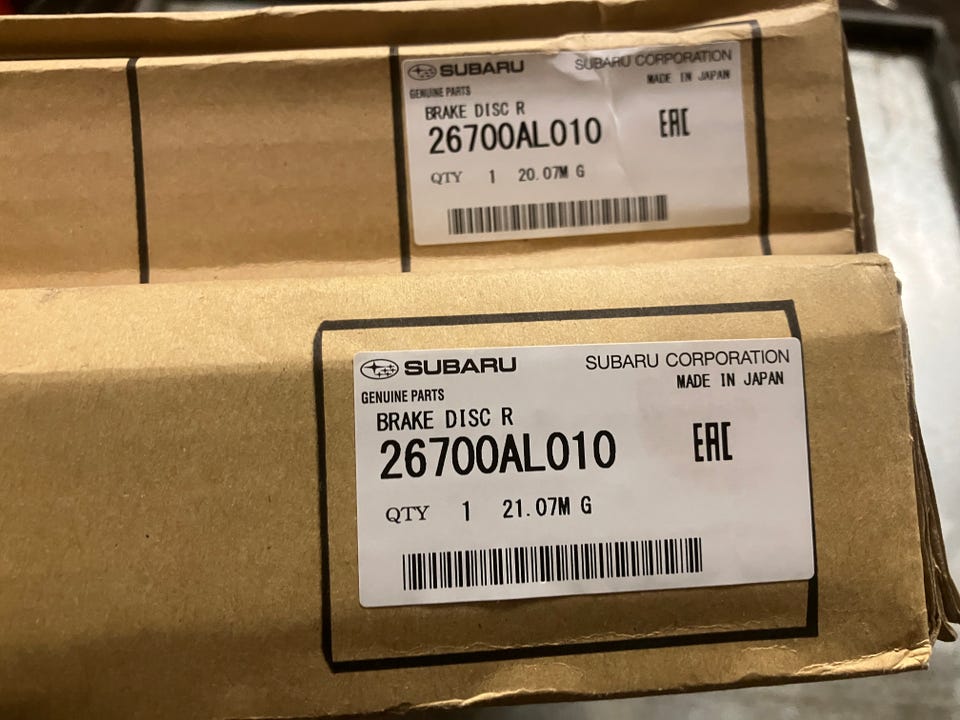 SUBARU SUBARU CORPORATION
GENUINE PARTS MADE IN JAPAN
BRAKE DISC R
26700AL010 EAC
QTY 1 20.07M G
SUBARU SUBARU CORPORATION
MADE IN JAPAN
GENUINE PARTS
BRAKE DISC R
26700AL010 EAC
QTY 1 21.07M G